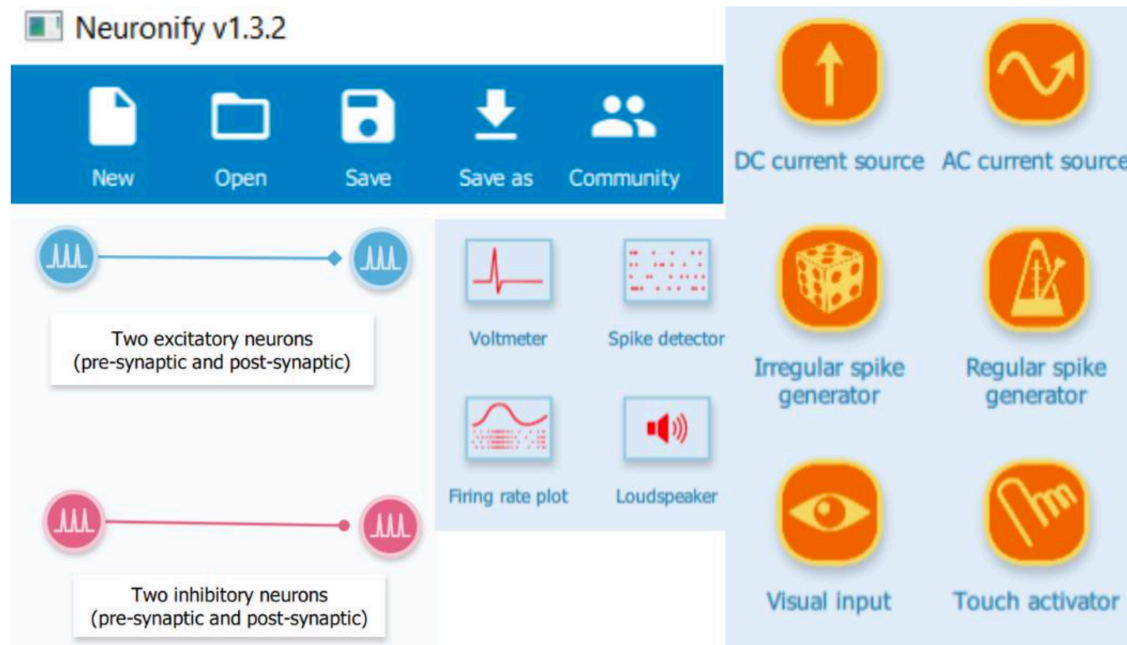 Neuronify v1.3.2
New Open Save Save as Community
Two excitatory neurons
(pre-synaptic and post-synaptic)
Two inhibitory neurons
(pre-synaptic and post-synaptic)
Voltmeter Spike detector
Firing rate plot Loudspeaker
DC current source AC current source
Irregular spike
generator
Regular spike
generator
Visual input Touch activator